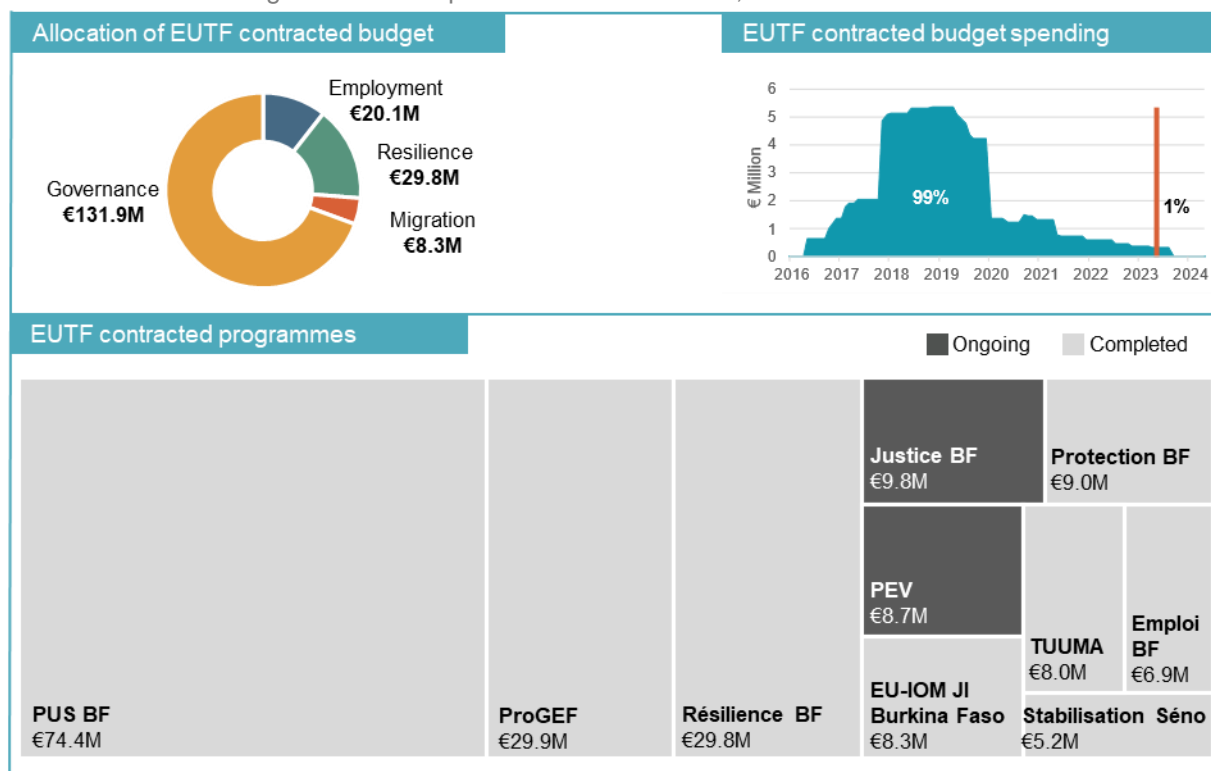 Allocation of EUTF contracted budget
Employment
€20.1M
Resilience
€29.8M
Migration
€8.3M
Governance
€131.9M
EUTF contracted budget spending
€ Million
6
5
4
3
2
1
0
99%
1%
2016 2017 2018 2019 2020 2021 2022 2023 2024
EUTF contracted programmes
Ongoing
Completed
PUS BF
€74.4M
ProGEF
€29.9M
Résilience BF
€29.8M
Justice BF
€9.8M
Protection BF
€9.0M
PEV
€8.7M
EU-IOM JI
Burkina Faso
€8.3M
TUUMA
€8.0M
Emploi
BF
€6.9M
Stabilisation Séno
€5.2M